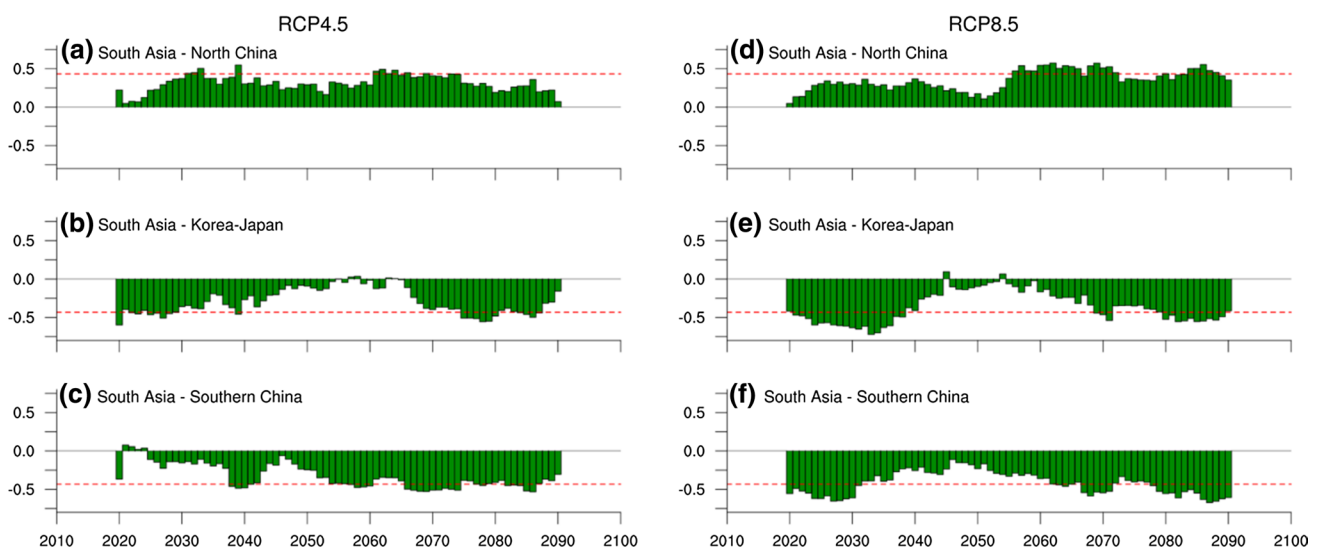 RCP4.5
RCP8.5
(a) South Asia - North China
0.5
0.0
-0.5
(d) South Asia - North China
0.5
0.0
-0.5
(b) South Asia - Korea-Japan
0.5
0.0
-0.5
(e) South Asia - Korea-Japan
0.5
0.0
-0.5
(c) South Asia - Southern China
0.5
0.0
-0.5
2010 2020 2030 2040 2050 2060 2070 2080 2090 2100
(f) South Asia - Southern China
0.5
0.0
-0.5
2010 2020 2030 2040 2050 2060 2070 2080 2090 2100